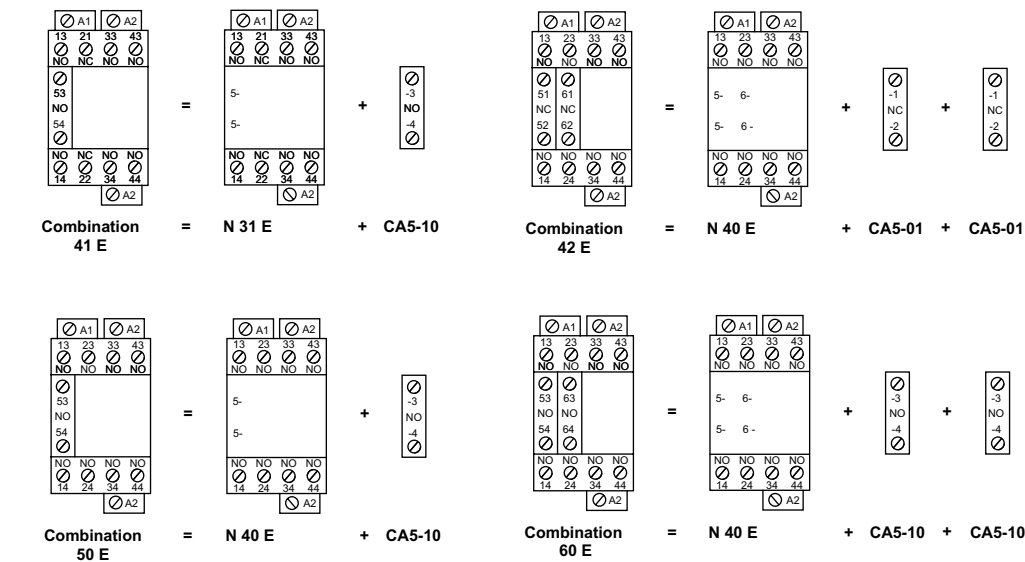 A1 A2
13 21 33 43
NO NC NO NO
53
NO
54
NO NC NO NO
14 22 34 44
A2
=
A1 A2
13 21 33 43
NO NC NO NO
5-
5-
NO NC NO NO
14 22 34 44
A2
+
-3
NO
-4
Combination = N 31 E + CA5-10
41 E
A1 A2
13 23 33 43
NO NO NO NO
51 61
NC NC
52 62
NO NO NO NO
14 24 34 44
A2
=
A1 A2
13 23 33 43
NO NO NO NO
5- 6-
5- 6 -
NO NO NO NO
14 24 34 44
A2
+
-1
NC
-2
+
-1
NC
-2
Combination = N 40 E + CA5-01 + CA5-01
42 E
A1 A2
13 23 33 43
NO NO NO NO
53
NO
54
NO NO NO NO
14 24 34 44
A2
=
A1 A2
13 23 33 43
NO NO NO NO
5-
5-
NO NO NO NO
14 24 34 44
A2
+
-3
NO
-4
Combination = N 40 E + CA5-10
50 E
A1 A2
13 23 33 43
NO NO NO NO
53 63
NO NO
54 64
NO NO NO NO
14 24 34 44
A2
=
A1 A2
13 23 33 43
NO NO NO NO
5- 6-
5- 6 -
NO NO NO NO
14 24 34 44
A2
+
-3
NO
-4
+
-3
NO
-4
Combination = N 40 E + CA5-10 + CA5-10
60 E